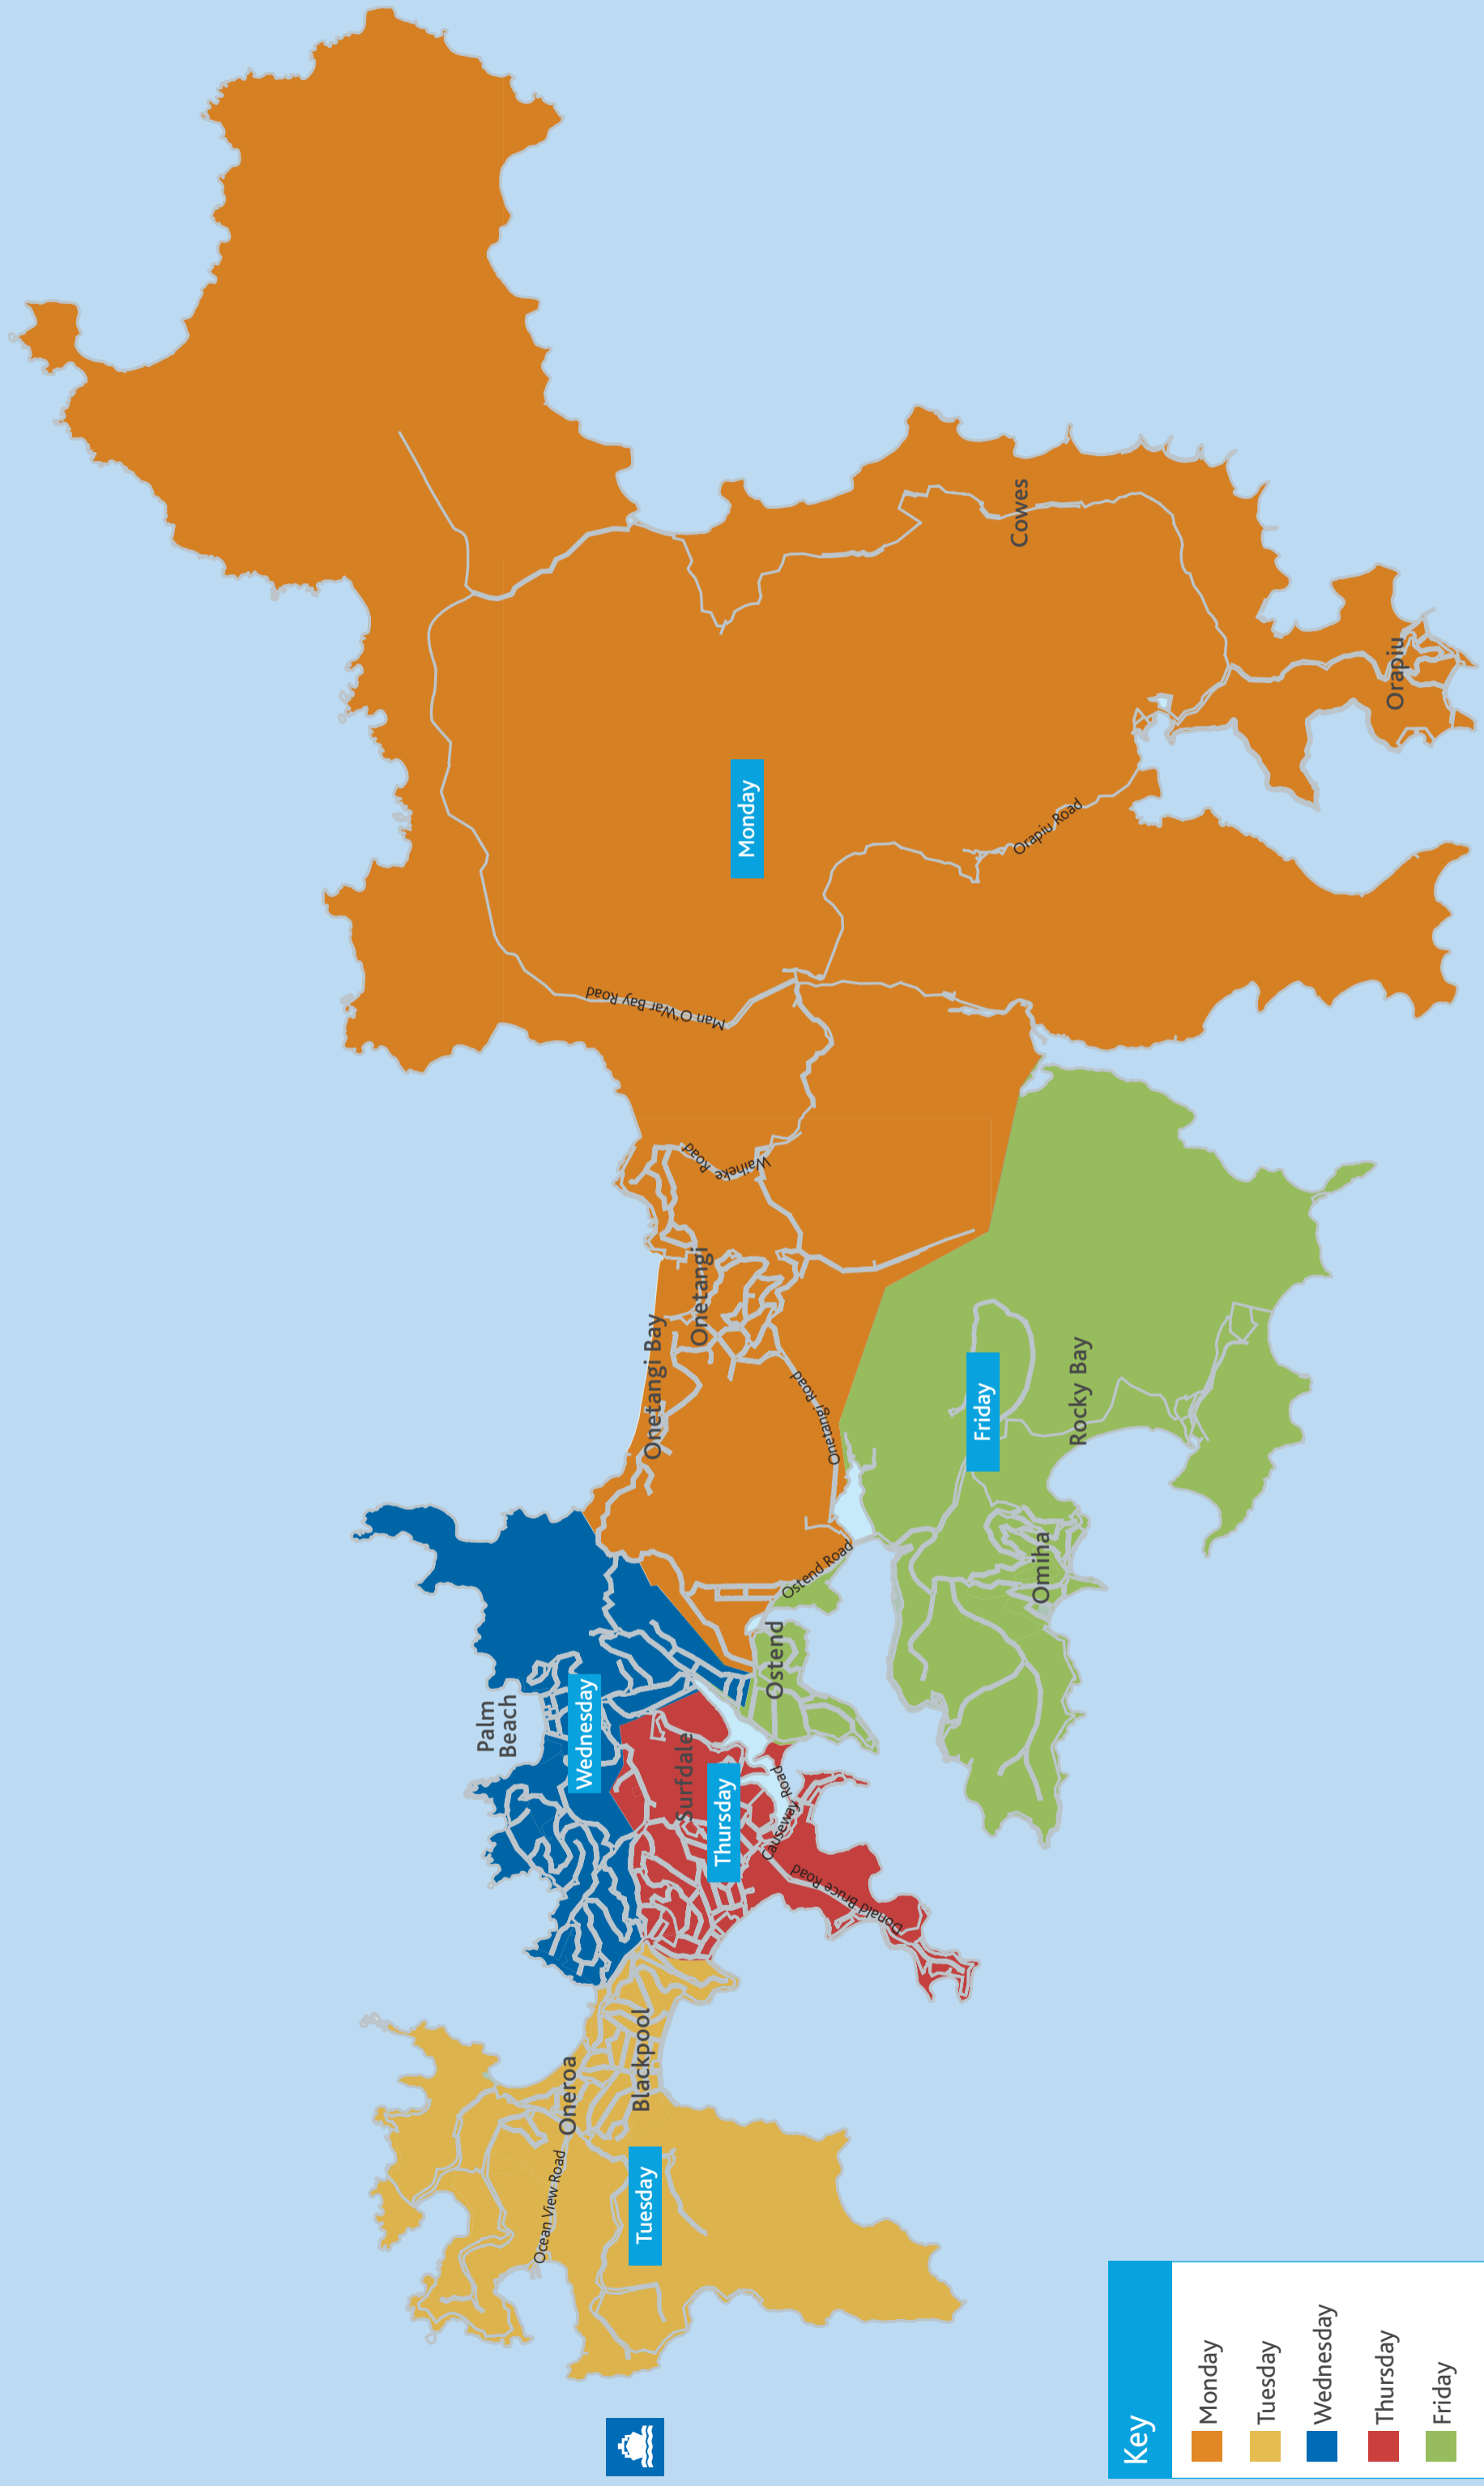 Palm
Beach
Wednesday
Oneroa
Ocean View Road
Blackpool
Tuesday
Surfdale
Thursday
Causeway Road
Donald Bruce Road
Ostend
Ostend Road
Onetangi Bay
Onetangi
Onetangi Road
Waiheke Road
Man O'War Bay Road
Monday
Friday
Omiha
Rocky Bay
Orapiu Road
Cowes
Orapiu
Key
Monday
Tuesday
Wednesday
Thursday
Friday